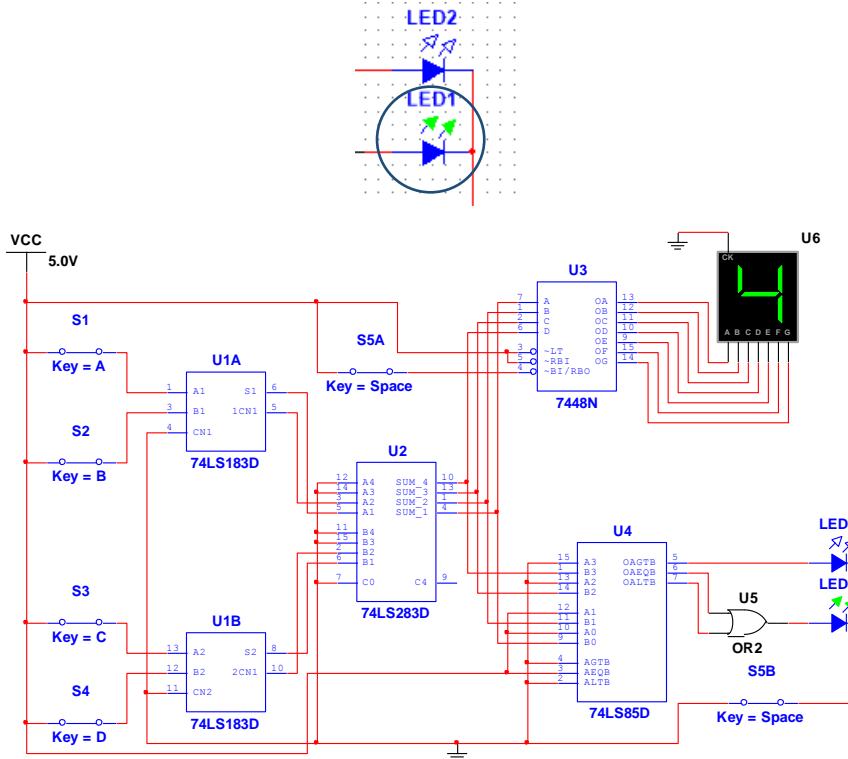 LED2
LED1
VCC
5.0V
S1
Key = A
S2
Key = B
S3
Key = C
S4
Key = D
U1A
1 A1 S1 6
3 B1 1CN1 5
4 CN1
74LS183D
U1B
13 A2 S2 8
12 B2 2CN1 10
11 CN2
74LS183D
S5A
Key = Space
U2
12 A4 SUM_4 10
14 A3 SUM_3 13
3 A2 SUM_2 1
5 A1 SUM_1 4
11 B4
15 B3
2 B2
6 B1
7 C0 C4 9
74LS283D
U3
7 A OA 13
1 B OB 12
2 C OC 11
6 D OD 10
OE 9
3 ~LT OF 15
5 ~RBI OG 14
4 ~BI/RBO
7448N
U6
CK
4
A B C D E F G
U4
15 A3 OAGTB 5
1 B3 OAEQB 6
13 A2 OALTB 7
14 B2
12 A1
11 B1
10 A0
9 B0
4 AGTB
3 AEQB
2 ALTB
74LS85D
U5
OR2
LED
LED
S5B
Key = Space